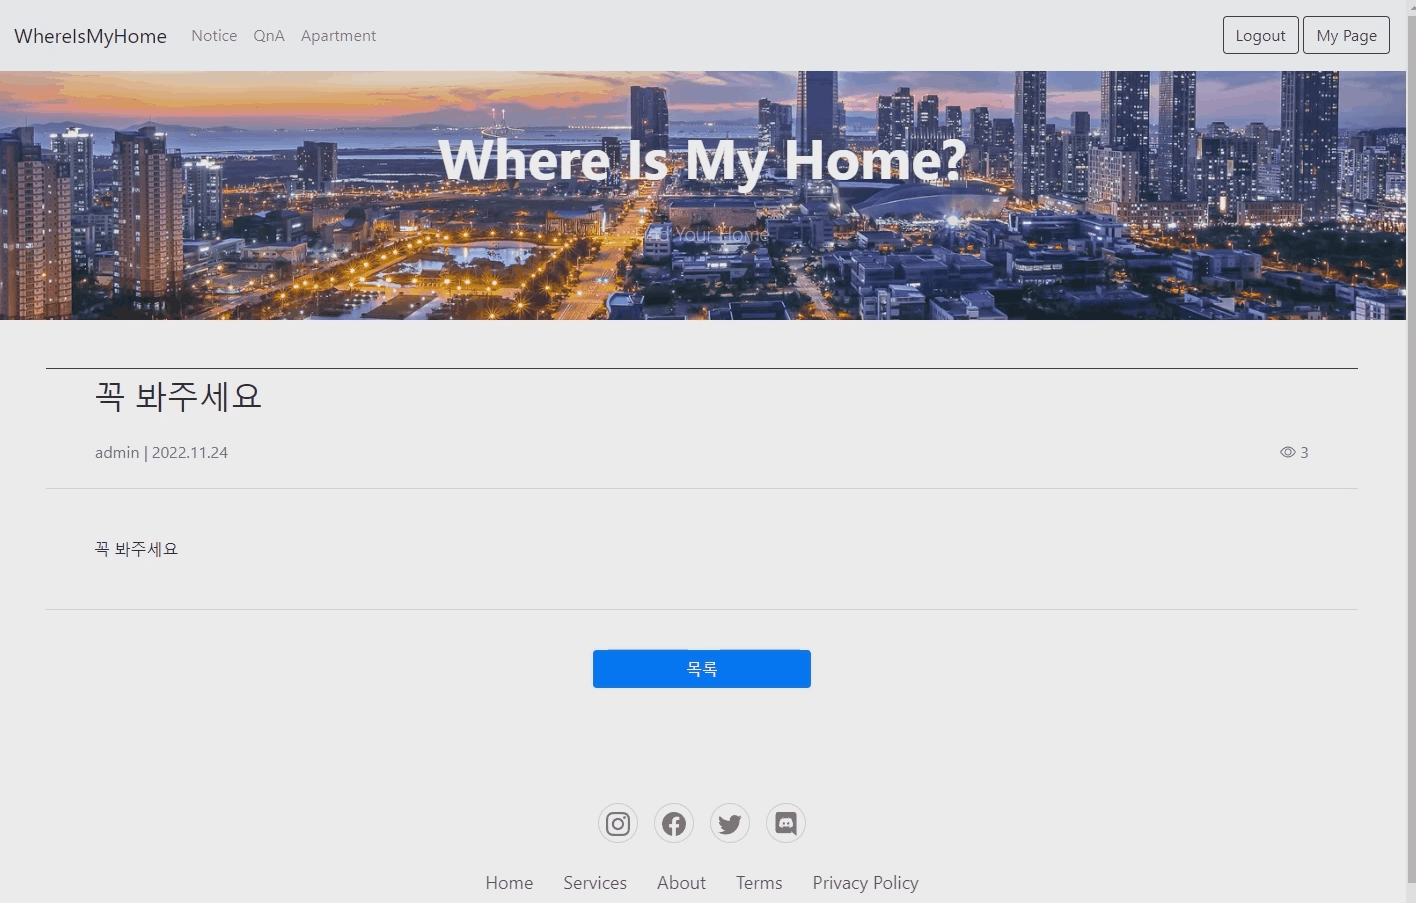 WhereIsMyHome Notice QnA Apartment Logout My Page
Where Is My Home?
Find Your Home
꼭 봐주세요
admin | 2022.11.24 3
꼭 봐주세요
목록
Home Services About Terms Privacy Policy